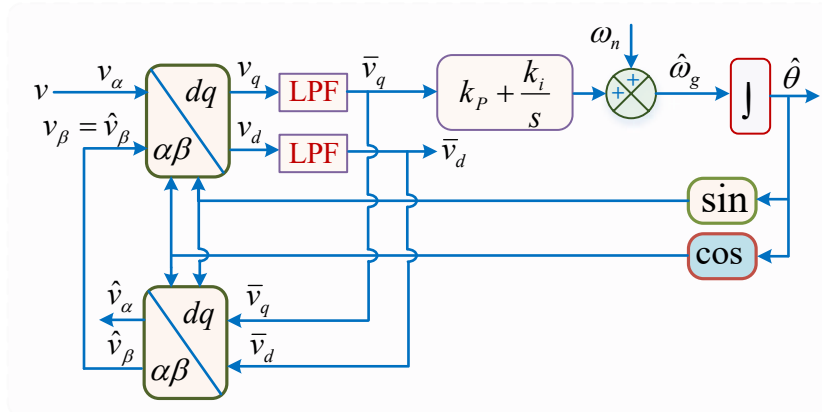 ω_n
v v_α dq v_q LPF v̄_q k_P + k_i/s + + ω̂_g ∫ θ̂
v_β = v̂_β αβ v_d LPF v̄_d
sin
cos
v̂_α dq v̄_q
v̂_β αβ v̄_d